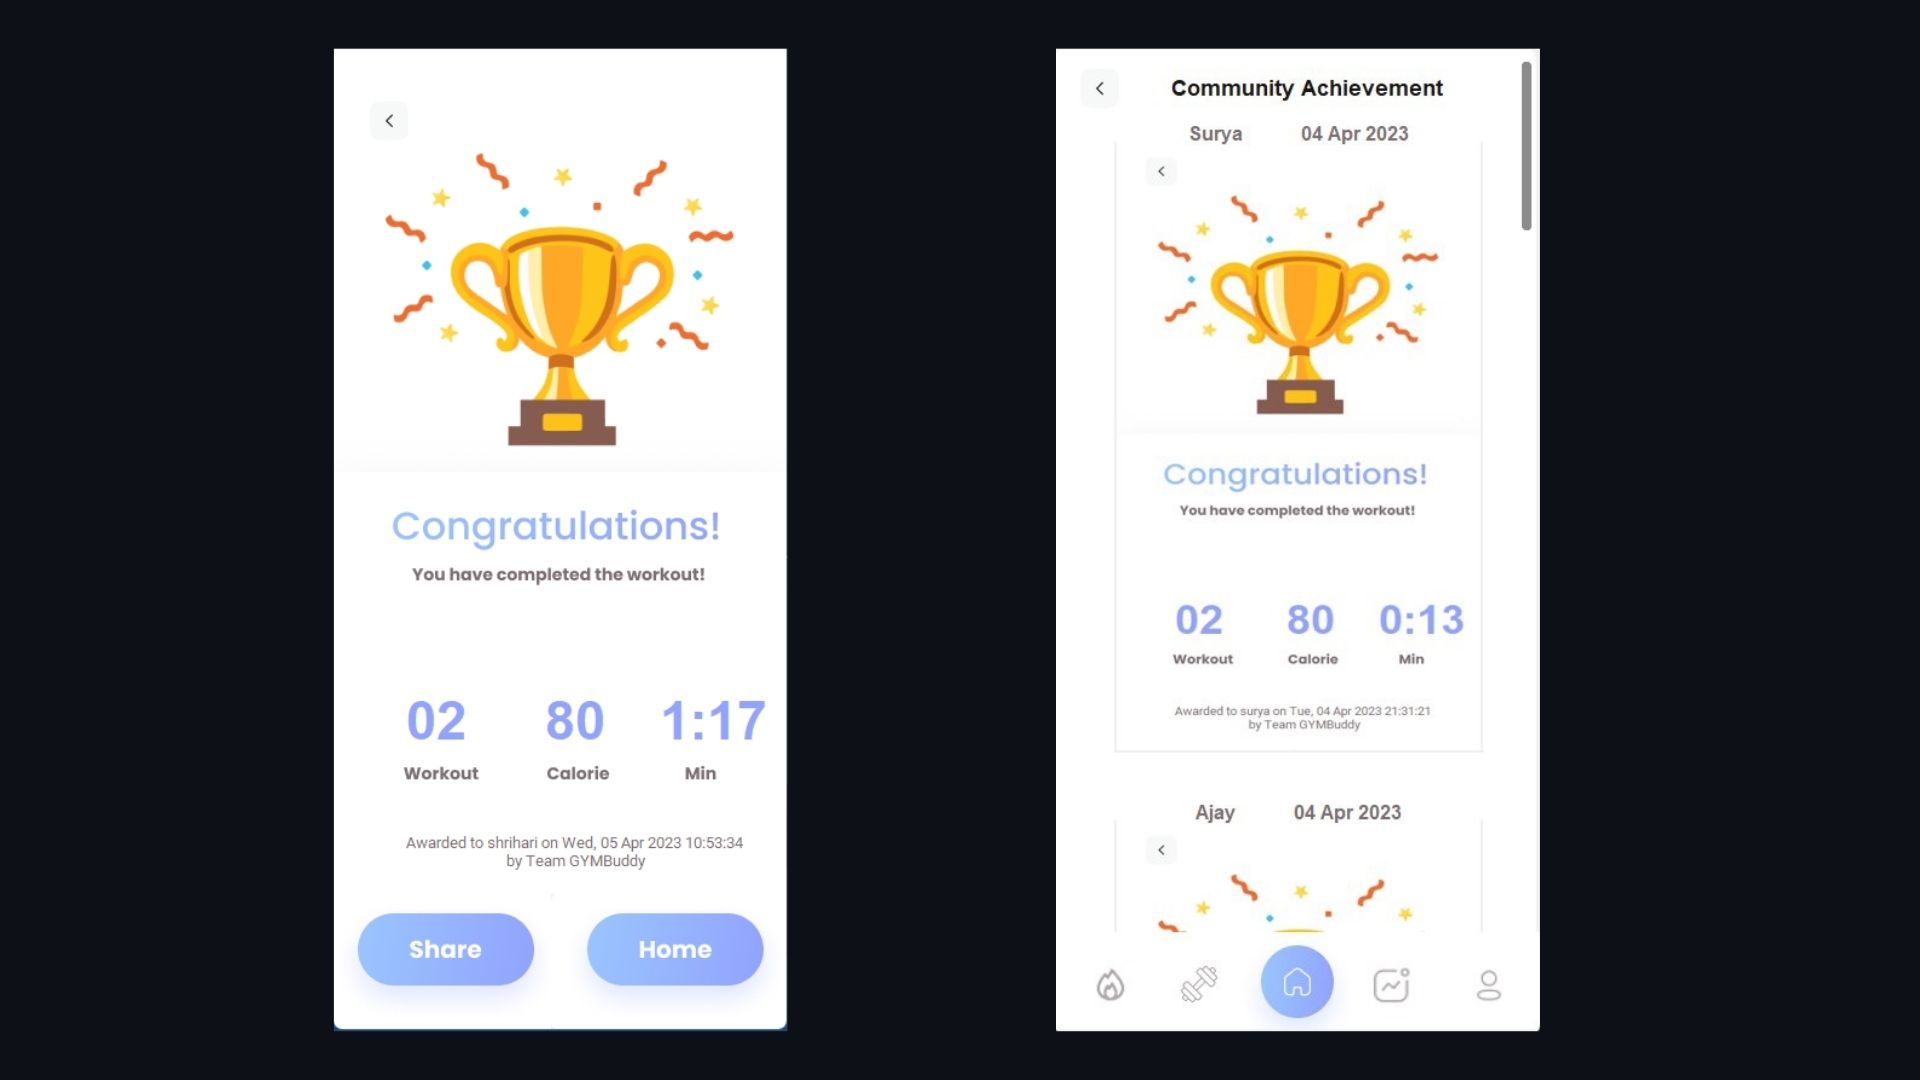 Congratulations!
You have completed the workout!
02 80 1:17
Workout Calorie Min
Awarded to shrihari on Wed, 05 Apr 2023 10:53:34
by Team GYMBuddy
Share Home
Community Achievement
Surya 04 Apr 2023
Congratulations!
You have completed the workout!
02 80 0:13
Workout Calorie Min
Awarded to surya on Tue, 04 Apr 2023 21:31:21
by Team GYMBuddy
Ajay 04 Apr 2023